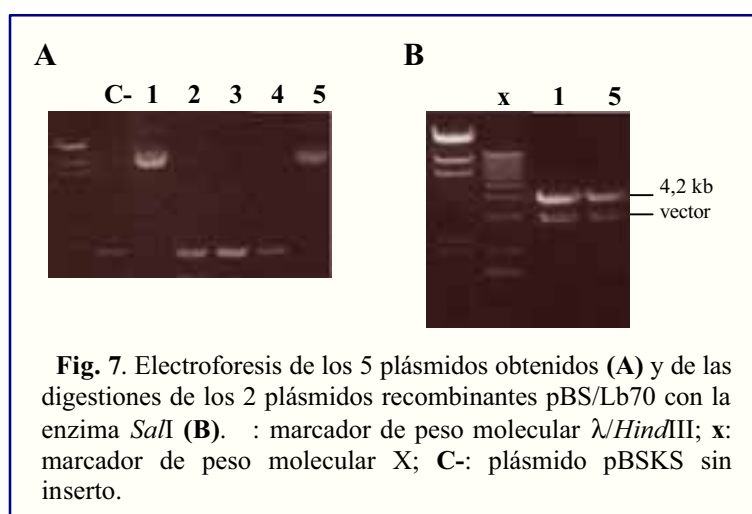 A
B
C- 1 2 3 4 5
x 1 5
4,2 kb
vector
Fig. 7. Electroforesis de los 5 plásmidos obtenidos (A) y de las
digestiones de los 2 plásmidos recombinantes pBS/Lb70 con la
enzima SalI (B). : marcador de peso molecular λ/HindIII; x:
marcador de peso molecular X; C-: plásmido pBSKS sin
inserto.